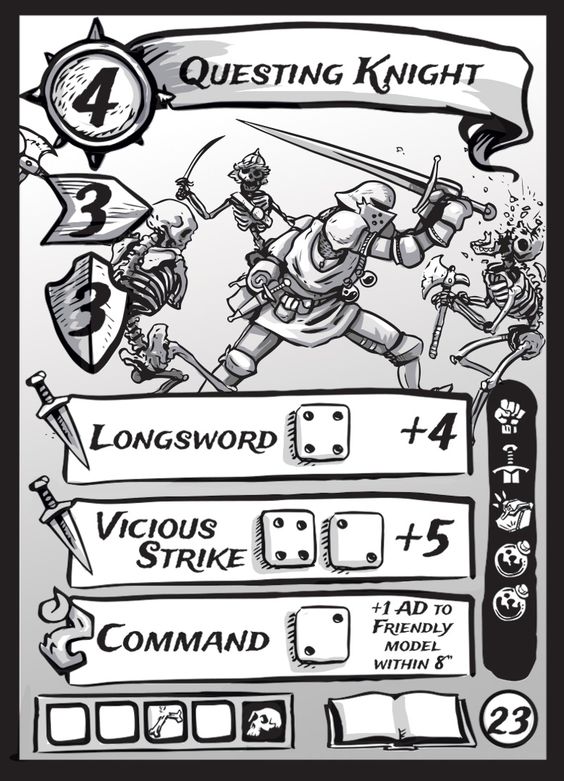 4
Questing Knight
3
3
Longsword +4
Vicious
Strike +5
Command
+1 AD to
Friendly
model
within 8"
23